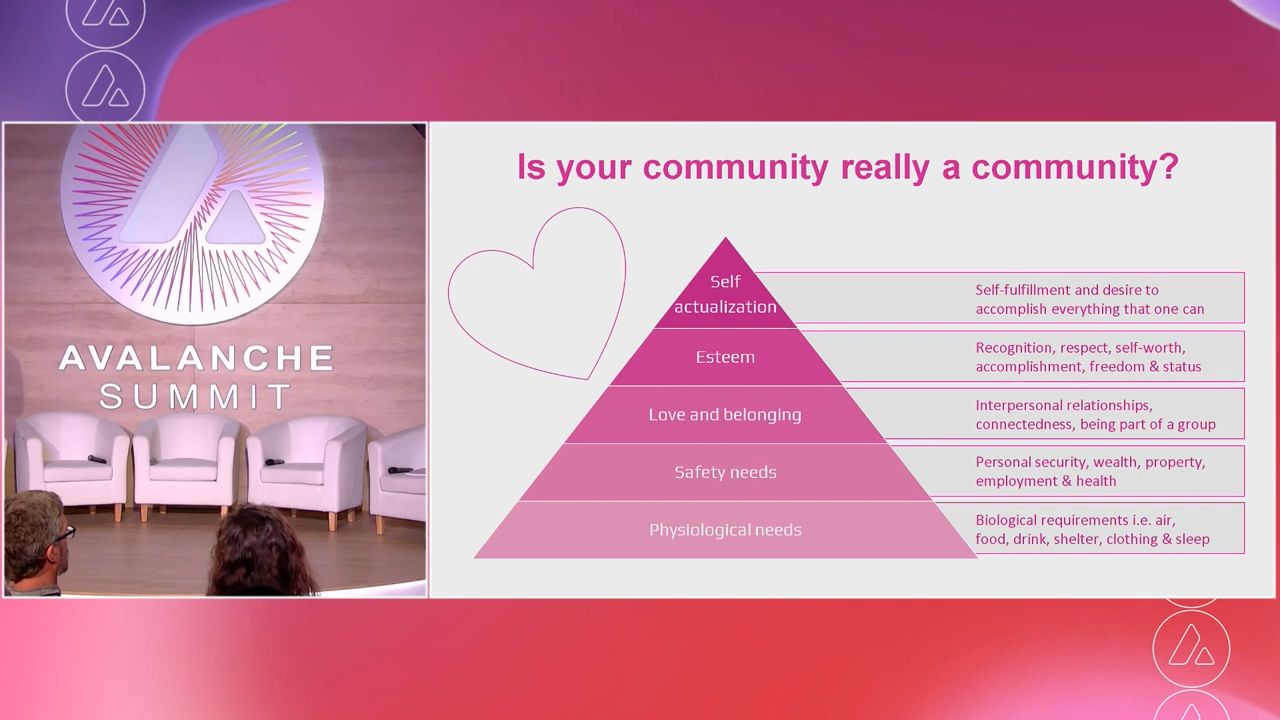 AVALANCHE
SUMMIT
Is your community really a community?
Self
actualization
Self-fulfillment and desire to
accomplish everything that one can
Esteem
Recognition, respect, self-worth,
accomplishment, freedom & status
Love and belonging
Interpersonal relationships,
connectedness, being part of a group
Safety needs
Personal security, wealth, property,
employment & health
Physiological needs
Biological requirements i.e. air,
food, drink, shelter, clothing & sleep